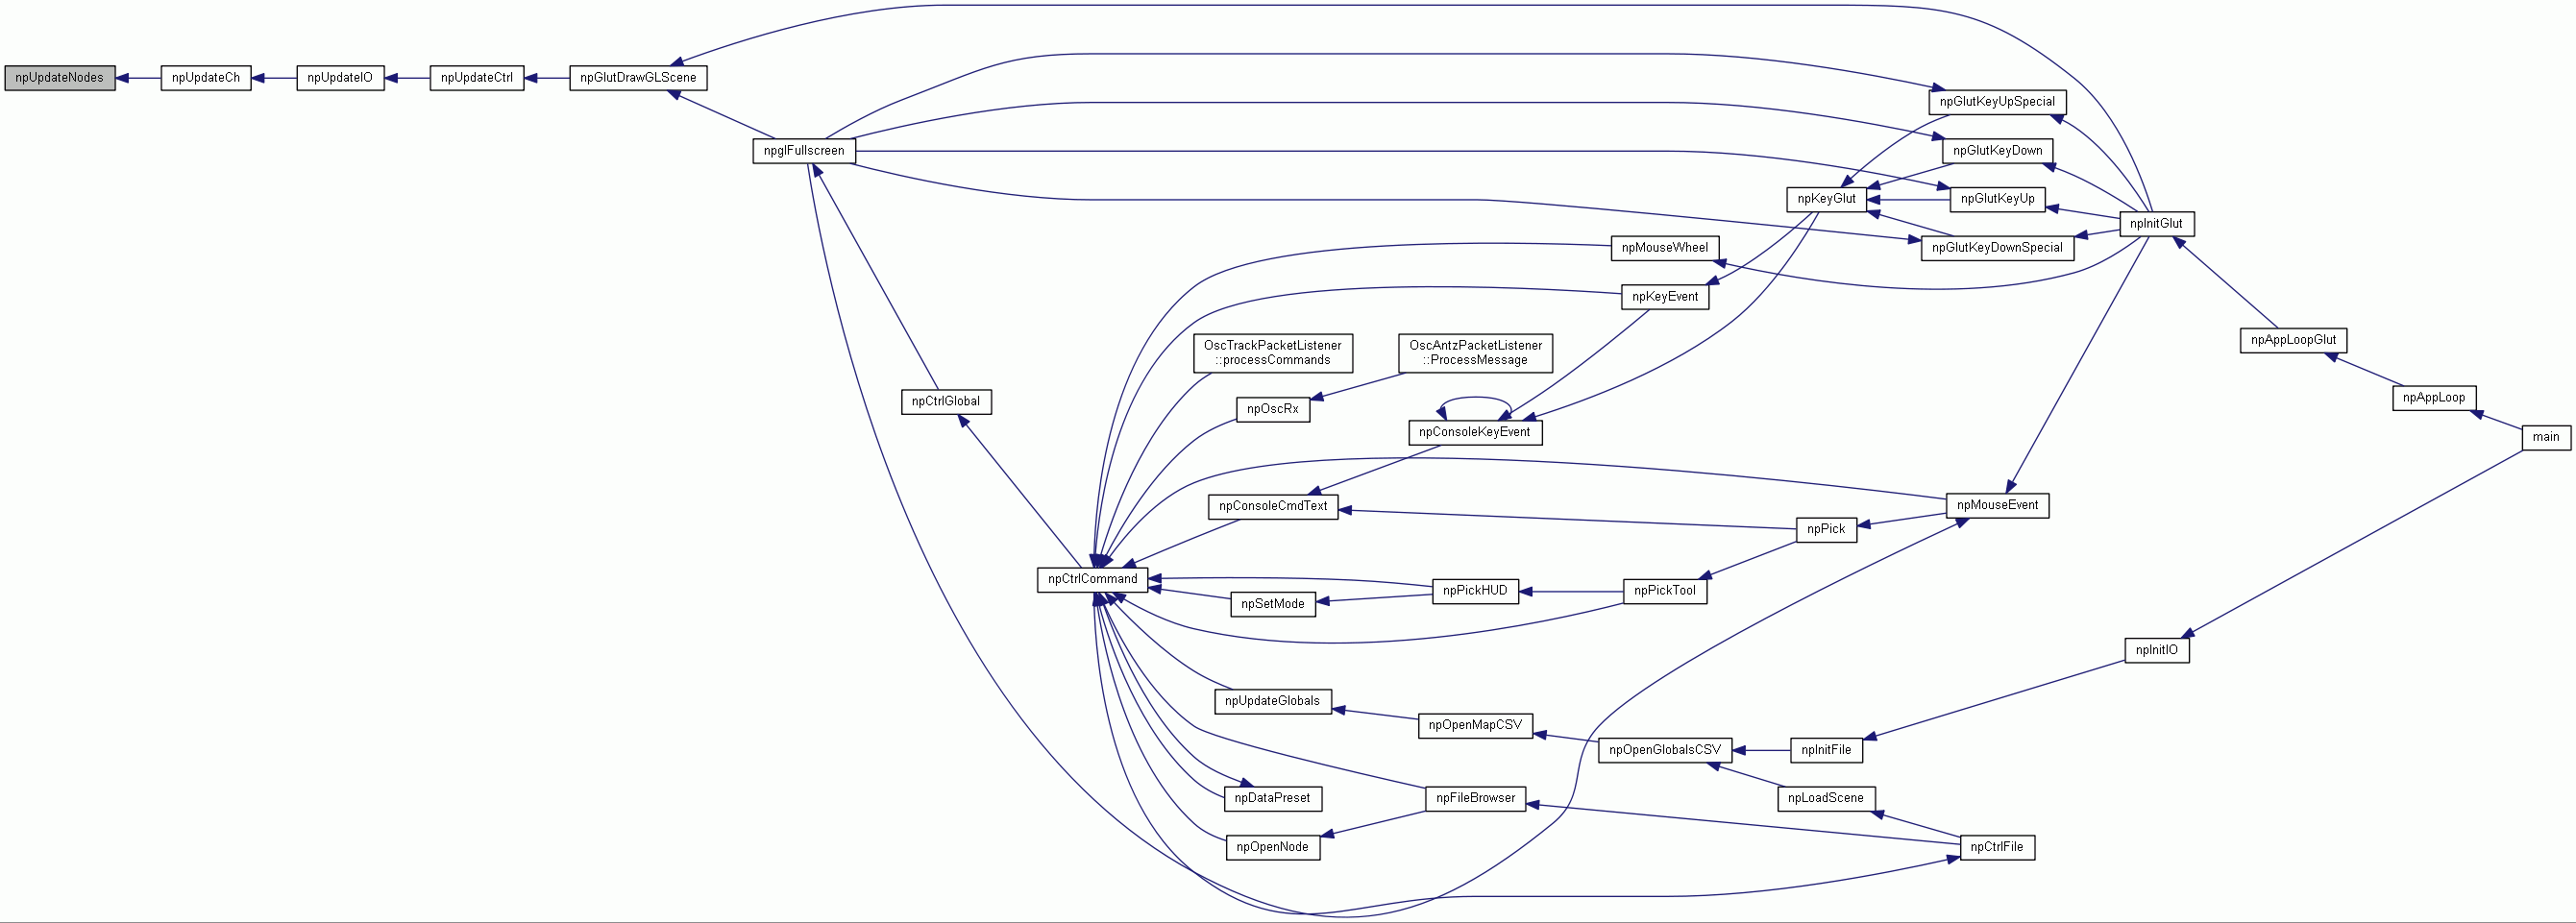 npUpdateNodes
npUpdateCh
npUpdateIO
npUpdateCtrl
npGlutDrawGLScene
npglFullscreen
npCtrlGlobal
npCtrlCommand
npMouseWheel
npKeyEvent
OscTrackPacketListener
::processCommands
npOscRx
OscAntzPacketListener
::ProcessMessage
npConsoleKeyEvent
npConsoleCmdText
npPickHUD
npSetMode
npPickTool
npPick
npUpdateGlobals
npOpenMapCSV
npOpenGlobalsCSV
npInitFile
npLoadScene
npDataPreset
npFileBrowser
npOpenNode
npCtrlFile
npKeyGlut
npGlutKeyUpSpecial
npGlutKeyDown
npGlutKeyUp
npGlutKeyDownSpecial
npMouseEvent
npInitGlut
npAppLoopGlut
npAppLoop
npInitIO
main